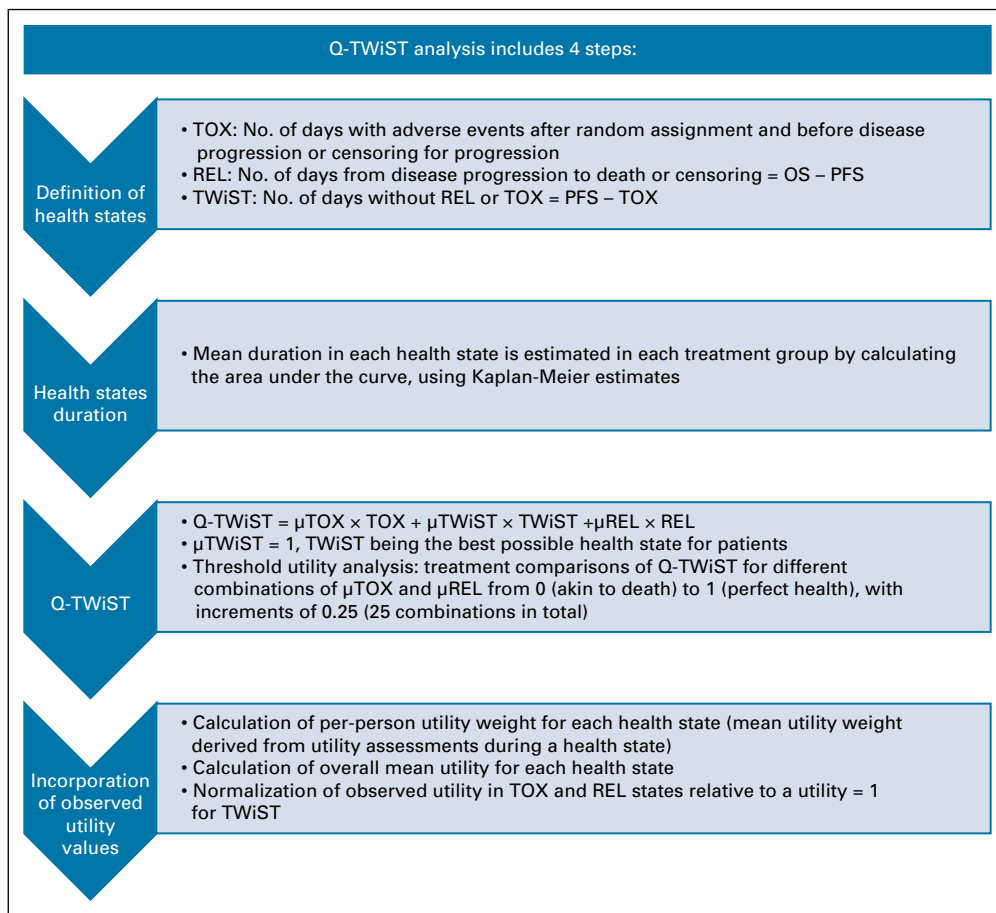 Q-TWiST analysis includes 4 steps:
Definition of
health states
• TOX: No. of days with adverse events after random assignment and before disease
progression or censoring for progression
• REL: No. of days from disease progression to death or censoring = OS – PFS
• TWiST: No. of days without REL or TOX = PFS – TOX
Health states
duration
• Mean duration in each health state is estimated in each treatment group by calculating
the area under the curve, using Kaplan-Meier estimates
Q-TWiST
• Q-TWiST = µTOX × TOX + µTWiST × TWiST +µREL × REL
• µTWiST = 1, TWiST being the best possible health state for patients
• Threshold utility analysis: treatment comparisons of Q-TWiST for different
combinations of µTOX and µREL from 0 (akin to death) to 1 (perfect health), with
increments of 0.25 (25 combinations in total)
Incorporation
of observed
utility
values
• Calculation of per-person utility weight for each health state (mean utility weight
derived from utility assessments during a health state)
• Calculation of overall mean utility for each health state
• Normalization of observed utility in TOX and REL states relative to a utility = 1
for TWiST